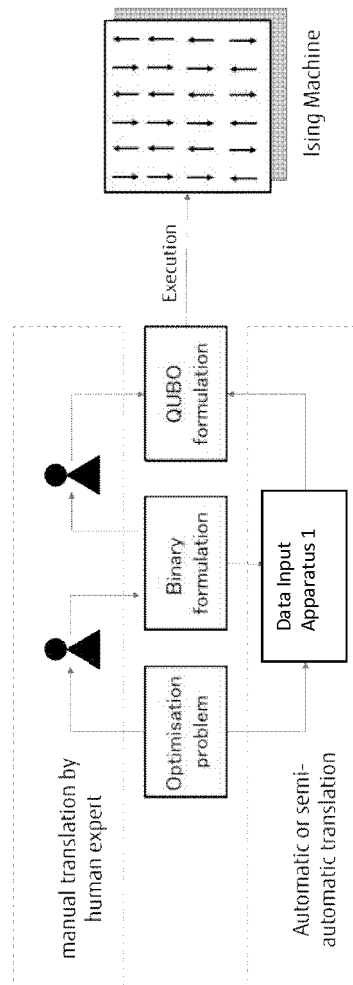 manual translation by
human expert
Optimisation
problem
Binary
formulation
QUBO
formulation
Execution
Ising Machine
Data Input
Apparatus 1
Automatic or semi-
automatic translation